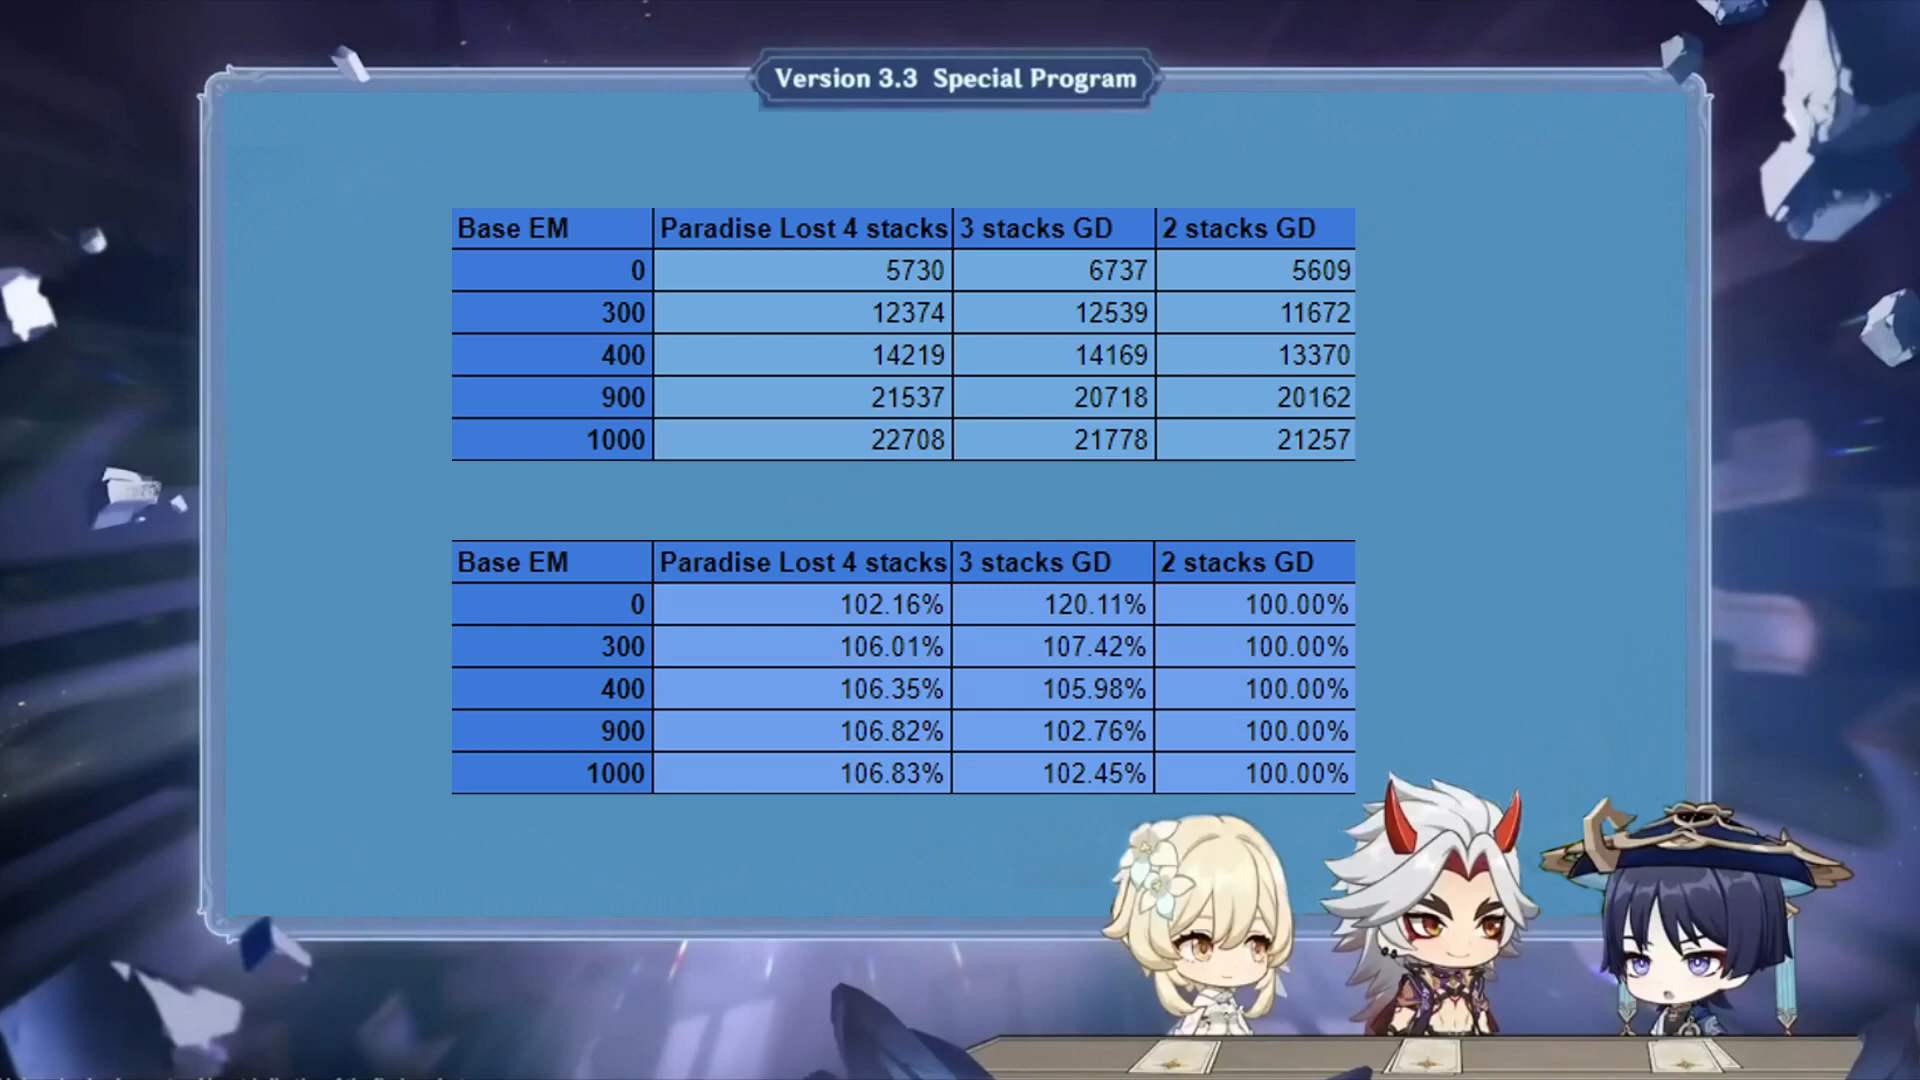 Version 3.3 Special Program
Base EM Paradise Lost 4 stacks 3 stacks GD 2 stacks GD
0 5730 6737 5609
300 12374 12539 11672
400 14219 14169 13370
900 21537 20718 20162
1000 22708 21778 21257
Base EM Paradise Lost 4 stacks 3 stacks GD 2 stacks GD
0 102.16% 120.11% 100.00%
300 106.01% 107.42% 100.00%
400 106.35% 105.98% 100.00%
900 106.82% 102.76% 100.00%
1000 106.83% 102.45% 100.00%